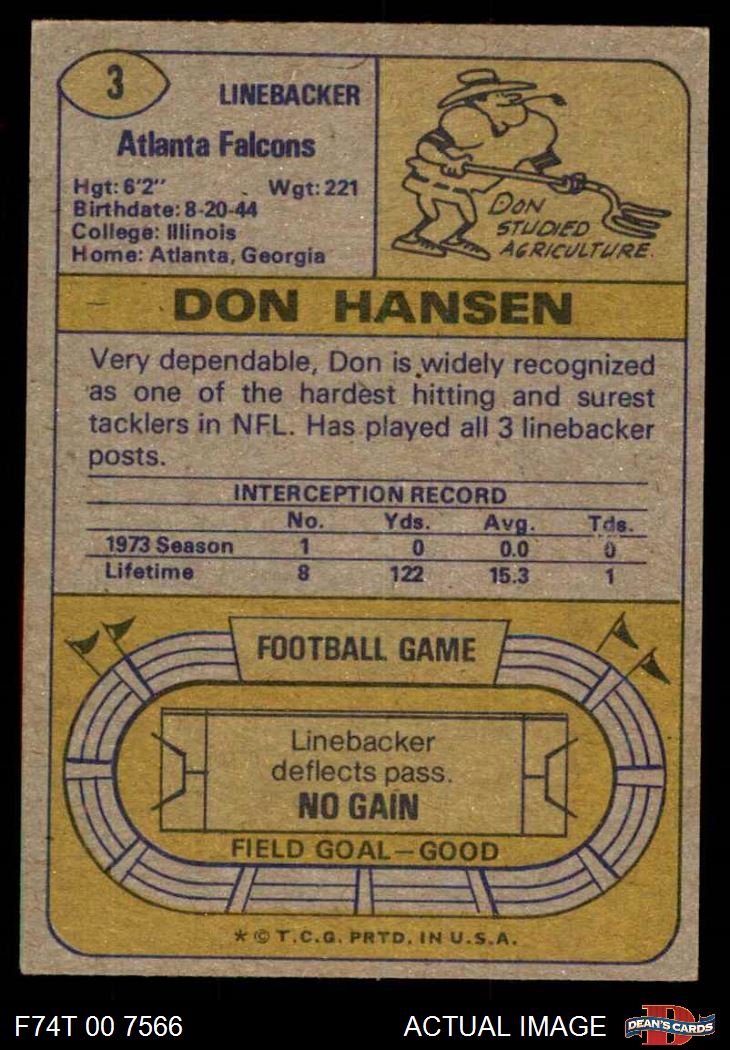 3
LINEBACKER
Atlanta Falcons
Hgt: 6'2" Wgt: 221
Birthdate: 8-20-44
College: Illinois
Home: Atlanta, Georgia
DON
STUDIED
AGRICULTURE.
DON HANSEN
Very dependable, Don is widely recognized
as one of the hardest hitting and surest
tacklers in NFL. Has played all 3 linebacker
posts.
INTERCEPTION RECORD
No. Yds. Avg. Tds.
1973 Season 1 0 0.0 0
Lifetime 8 122 15.3 1
FOOTBALL GAME
Linebacker
deflects pass.
NO GAIN
FIELD GOAL—GOOD
* © T.C.G. PRTD. IN U.S.A.
F74T 00 7566 ACTUAL IMAGE
D
DEAN'S CARDS